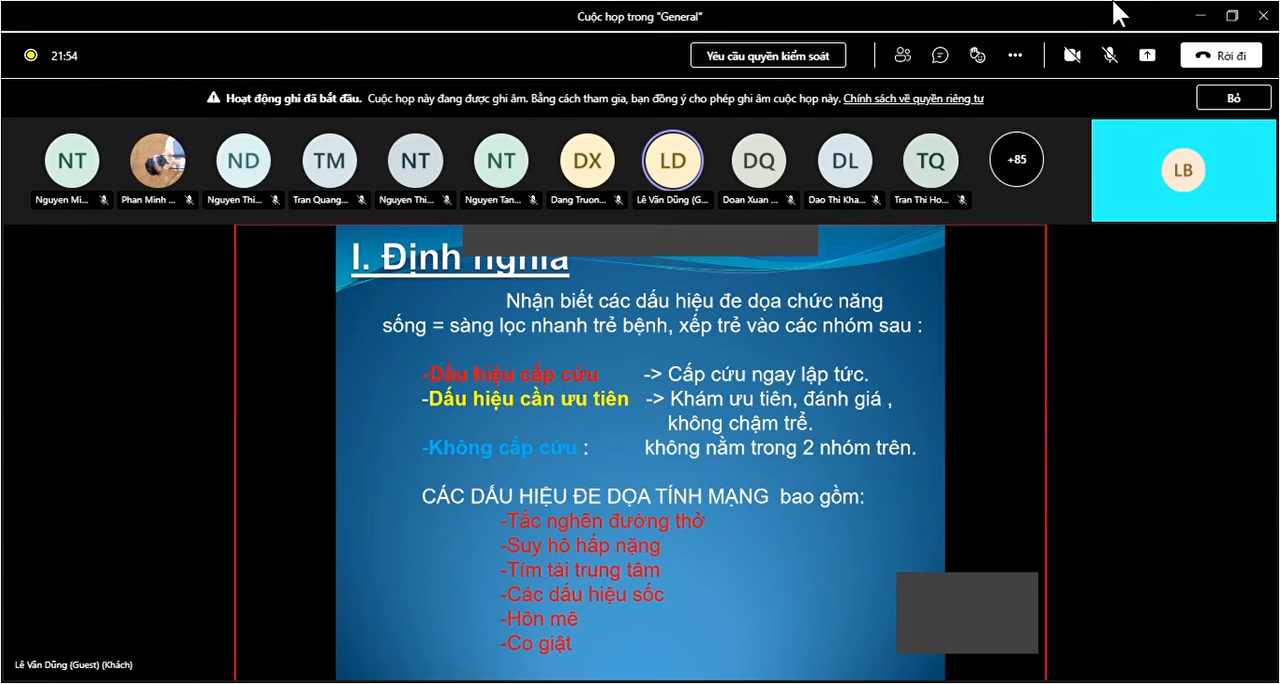 Cuộc họp trong "General"
21:54
Yêu cầu quyền kiểm soát
Rời đi
Hoạt động ghi đã bắt đầu. Cuộc họp này đang được ghi âm. Bằng cách tham gia, bạn đồng ý cho phép ghi âm cuộc họp này. Chính sách về quyền riêng tư
Bỏ
NT ND TM NT NT DX LD DQ DL TQ +85
LB
Nguyen Mi... Phan Minh ... Nguyen Thi... Tran Quang... Nguyen Thi... Nguyen Tan... Dang Truon... Lê Văn Dũng (G... Doan Xuan ... Dao Thi Kha... Tran Thi Ho...
I. Định nghĩa
Nhận biết các dấu hiệu đe dọa chức năng
sống = sàng lọc nhanh trẻ bệnh, xếp trẻ vào các nhóm sau :
-Dấu hiệu cấp cứu -> Cấp cứu ngay lập tức.
-Dấu hiệu cần ưu tiên -> Khám ưu tiên, đánh giá ,
không chậm trể.
-Không cấp cứu : không nằm trong 2 nhóm trên.
CÁC DẤU HIỆU ĐE DỌA TÍNH MẠNG bao gồm:
-Tắc nghẽn đường thở
-Suy hô hấp nặng
-Tím tái trung tâm
-Các dấu hiệu sốc
-Hôn mê
-Co giật
Lê Văn Dũng (Guest) (Khách)